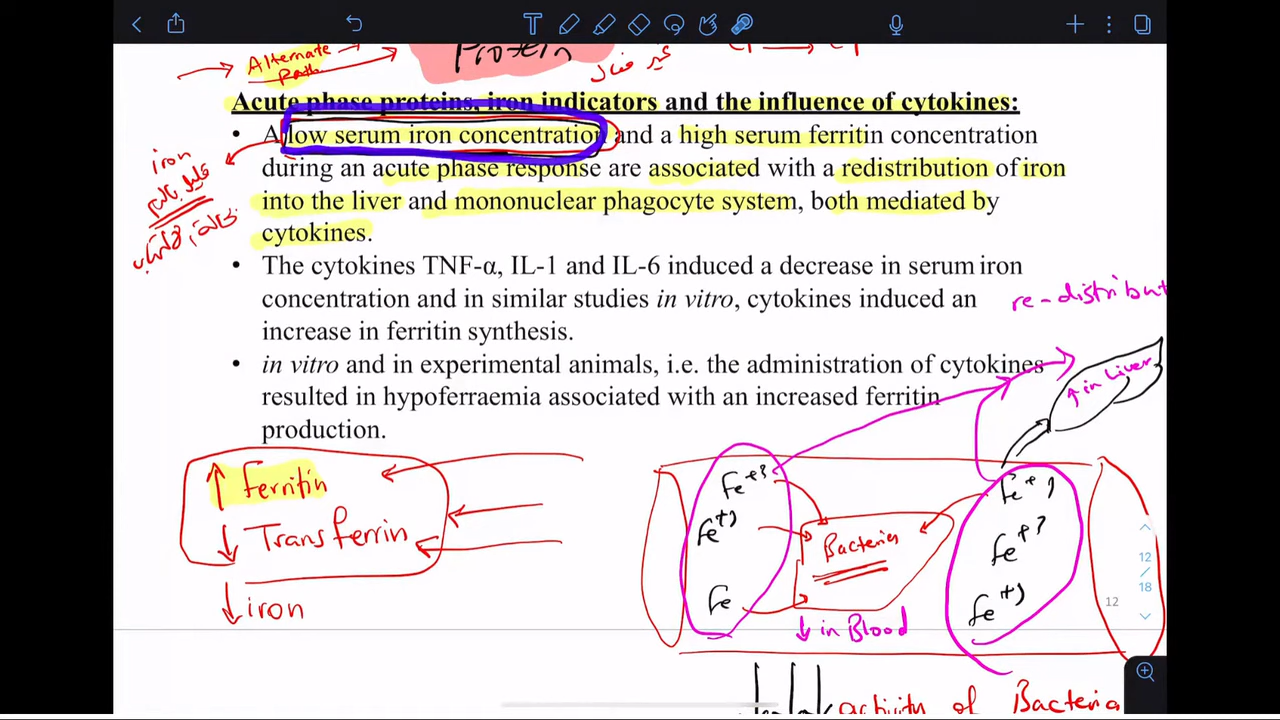 Alternate
Path
Protein
Acute phase proteins, iron indicators and the influence of cytokines:
• A low serum iron concentration and a high serum ferritin concentration
during an acute phase response are associated with a redistribution of iron
into the liver and mononuclear phagocyte system, both mediated by
cytokines.
iron
• The cytokines TNF-α, IL-1 and IL-6 induced a decrease in serum iron
concentration and in similar studies in vitro, cytokines induced an
increase in ferritin synthesis.
re-distribut
• in vitro and in experimental animals, i.e. the administration of cytokines
resulted in hypoferraemia associated with an increased ferritin
production.
↑ in Liver
↑ ferritin
↓ Transferrin
↓ iron
Fe+3
Fe+3
Fe
Bacteria
Fe+3
Fe+3
Fe+3
↓ in Blood
12
/
18
12
activity of Bacteria